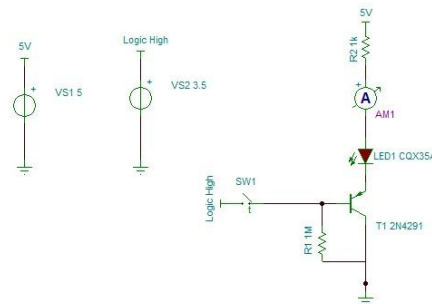 5V
VS1 5
Logic High
VS2 3.5
5V
R2 1k
A
AM1
LED1 CQX35A
SW1
t
Logic High
R1 1M
T1 2N4291